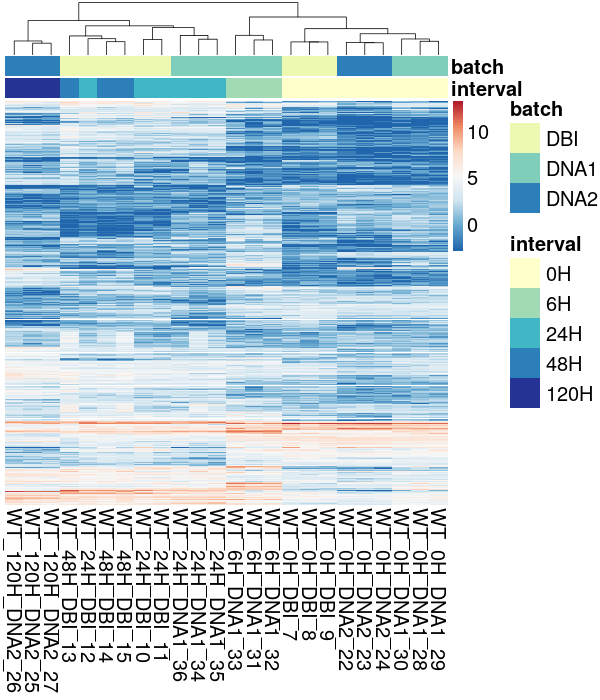 batch
interval
10
5
0
batch
DBI
DNA1
DNA2
interval
0H
6H
24H
48H
120H
WT_120H_DNA2_26
WT_120H_DNA2_25
WT_120H_DNA2_27
WT_48H_DBI_13
WT_24H_DBI_12
WT_48H_DBI_14
WT_48H_DBI_15
WT_24H_DBI_10
WT_24H_DBI_11
WT_24H_DNA1_36
WT_24H_DNA1_34
WT_24H_DNA1_35
WT_6H_DNA1_33
WT_6H_DNA1_31
WT_6H_DNA1_32
WT_0H_DBI_7
WT_0H_DBI_8
WT_0H_DBI_9
WT_0H_DNA2_22
WT_0H_DNA2_23
WT_0H_DNA2_24
WT_0H_DNA1_30
WT_0H_DNA1_28
WT_0H_DNA1_29